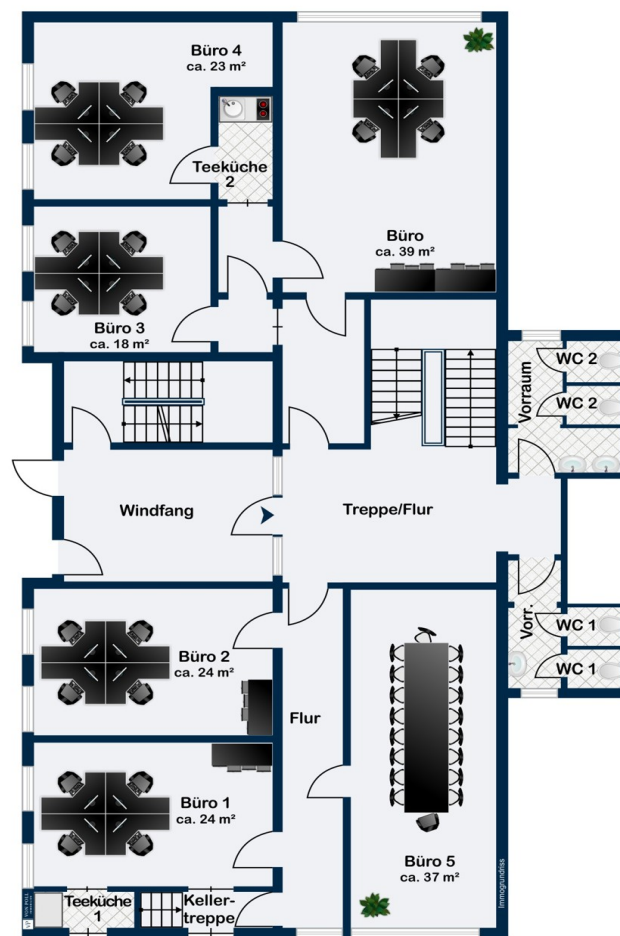 Büro 4
ca. 23 m²
Teeküche
2
Büro
ca. 39 m²
Büro 3
ca. 18 m²
WC 2
Vorraum
WC 2
Windfang
Treppe/Flur
Vorr.
WC 1
WC 1
Büro 2
ca. 24 m²
Flur
Büro 1
ca. 24 m²
Büro 5
ca. 37 m²
Teeküche
1
Keller-
treppe
Immogrundriss